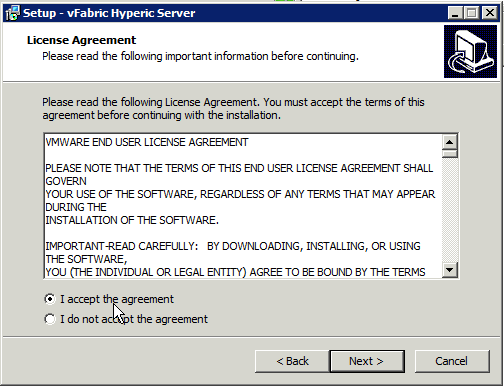 Setup - vFabric Hyperic Server
License Agreement
Please read the following important information before continuing.
Please read the following License Agreement. You must accept the terms of this
agreement before continuing with the installation.
VMWARE END USER LICENSE AGREEMENT
PLEASE NOTE THAT THE TERMS OF THIS END USER LICENSE AGREEMENT SHALL
GOVERN
YOUR USE OF THE SOFTWARE, REGARDLESS OF ANY TERMS THAT MAY APPEAR
DURING THE
INSTALLATION OF THE SOFTWARE.
IMPORTANT-READ CAREFULLY:   BY DOWNLOADING, INSTALLING, OR USING
THE SOFTWARE,
YOU (THE INDIVIDUAL OR LEGAL ENTITY) AGREE TO BE BOUND BY THE TERMS
I accept the agreement
I do not accept the agreement
< Back
Next >
Cancel